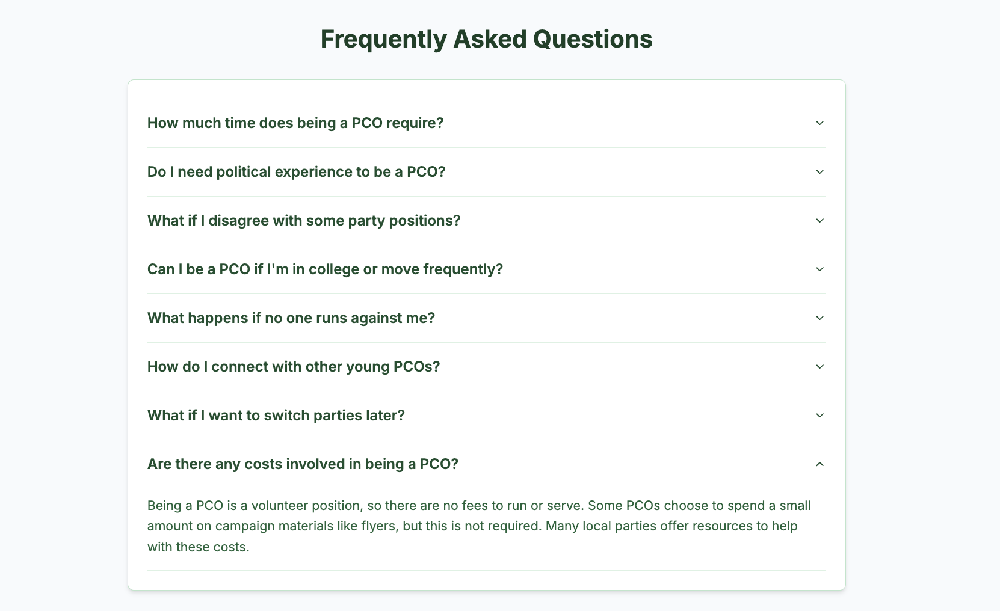 Frequently Asked Questions
How much time does being a PCO require?
Do I need political experience to be a PCO?
What if I disagree with some party positions?
Can I be a PCO if I'm in college or move frequently?
What happens if no one runs against me?
How do I connect with other young PCOs?
What if I want to switch parties later?
Are there any costs involved in being a PCO?
Being a PCO is a volunteer position, so there are no fees to run or serve. Some PCOs choose to spend a small
amount on campaign materials like flyers, but this is not required. Many local parties offer resources to help
with these costs.